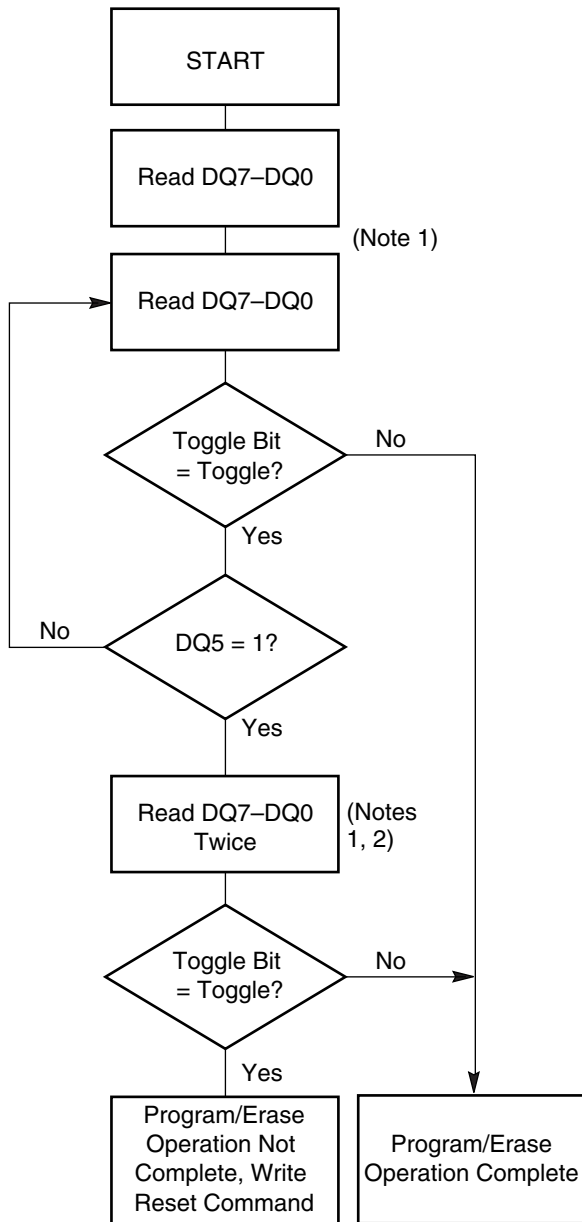 START
Read DQ7–DQ0
(Note 1)
Read DQ7–DQ0
Toggle Bit
= Toggle?
No
Yes
No
DQ5 = 1?
Yes
Read DQ7–DQ0
Twice
(Notes
1, 2)
Toggle Bit
= Toggle?
No
Yes
Program/Erase
Operation Not
Complete, Write
Reset Command
Program/Erase
Operation Complete